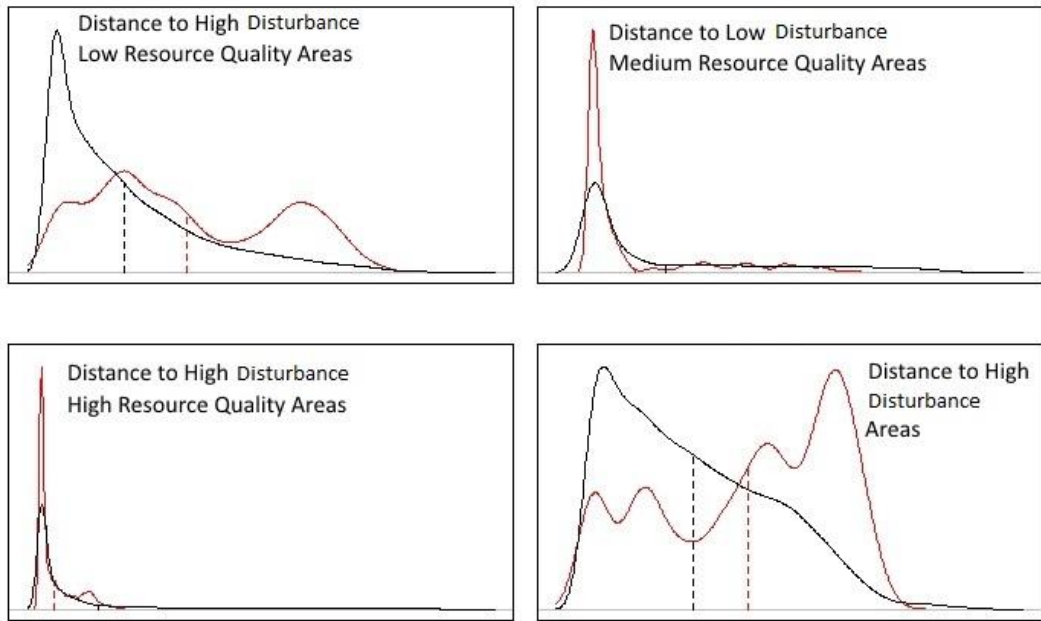 Distance to High Disturbance
Low Resource Quality Areas
Distance to Low Disturbance
Medium Resource Quality Areas
Distance to High Disturbance
High Resource Quality Areas
Distance to High
Disturbance
Areas